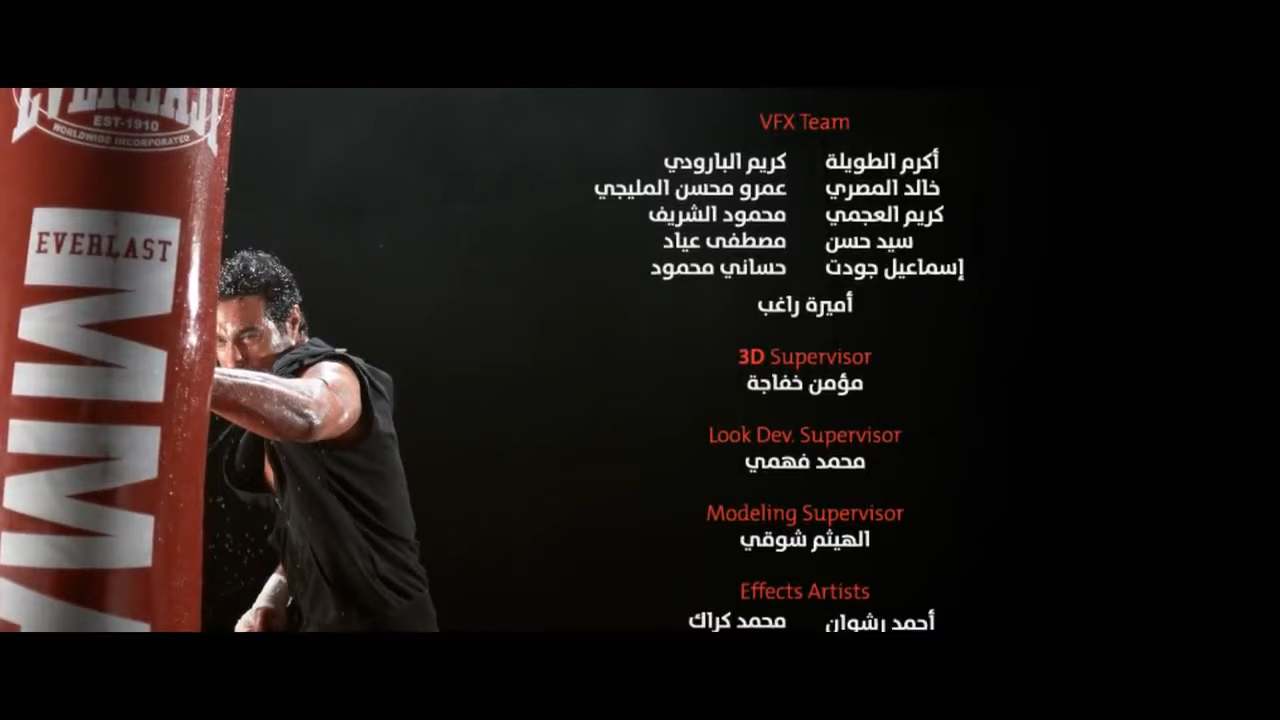 EVERLAST
EST-1910
WORLDWIDE INCORPORATED
EVERLAST
MMA
VFX Team
أكرم الطويلة كريم البارودي
خالد المصري عمرو محسن المليجي
كريم العجمي محمود الشريف
سيد حسن مصطفى عياد
إسماعيل جودت حساني محمود
أميرة راغب
3D Supervisor
مؤمن خفاجة
Look Dev. Supervisor
محمد فهمي
Modeling Supervisor
الهيثم شوقي
Effects Artists
أحمد رشوان محمد كراك